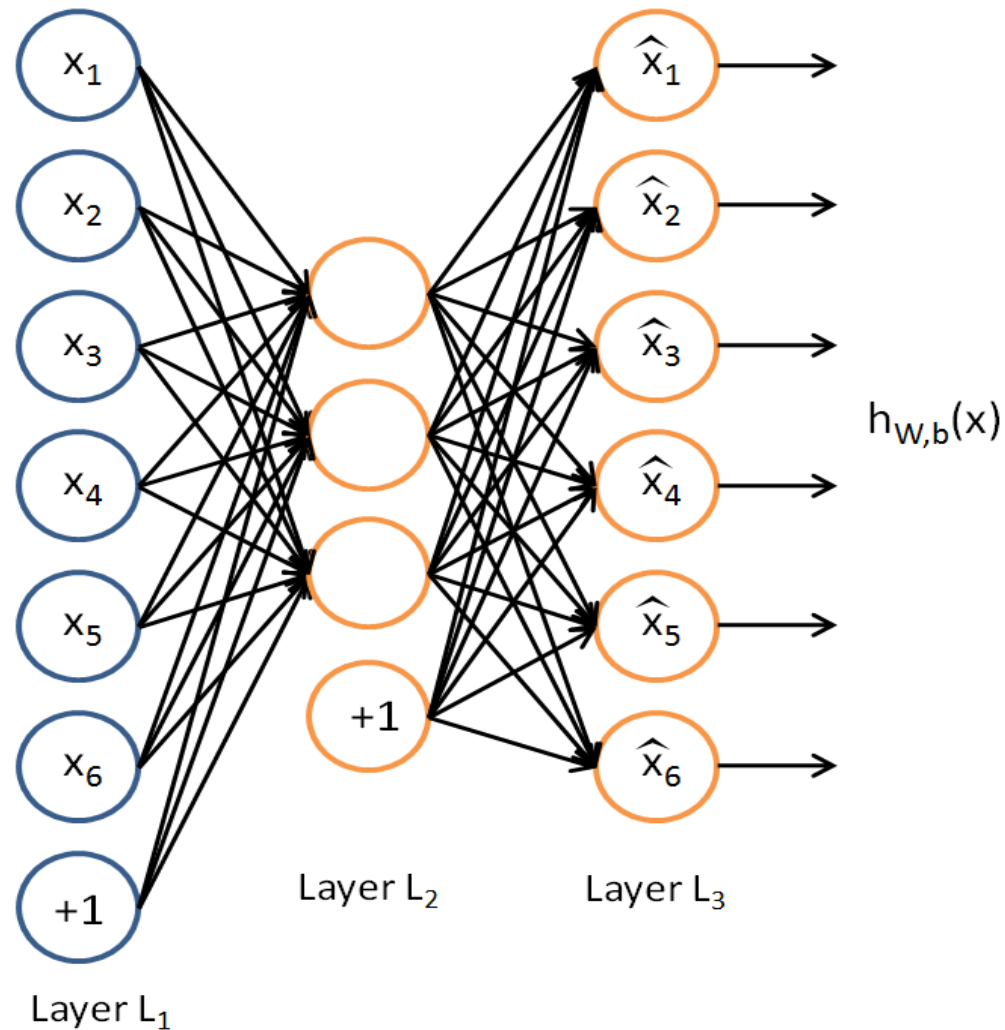 x₁
x₂
x₃
x₄
x₅
x₆
+1
Layer L₁
+1
Layer L₂
x̂₁
x̂₂
x̂₃
x̂₄
x̂₅
x̂₆
Layer L₃
h_{W,b}(x)